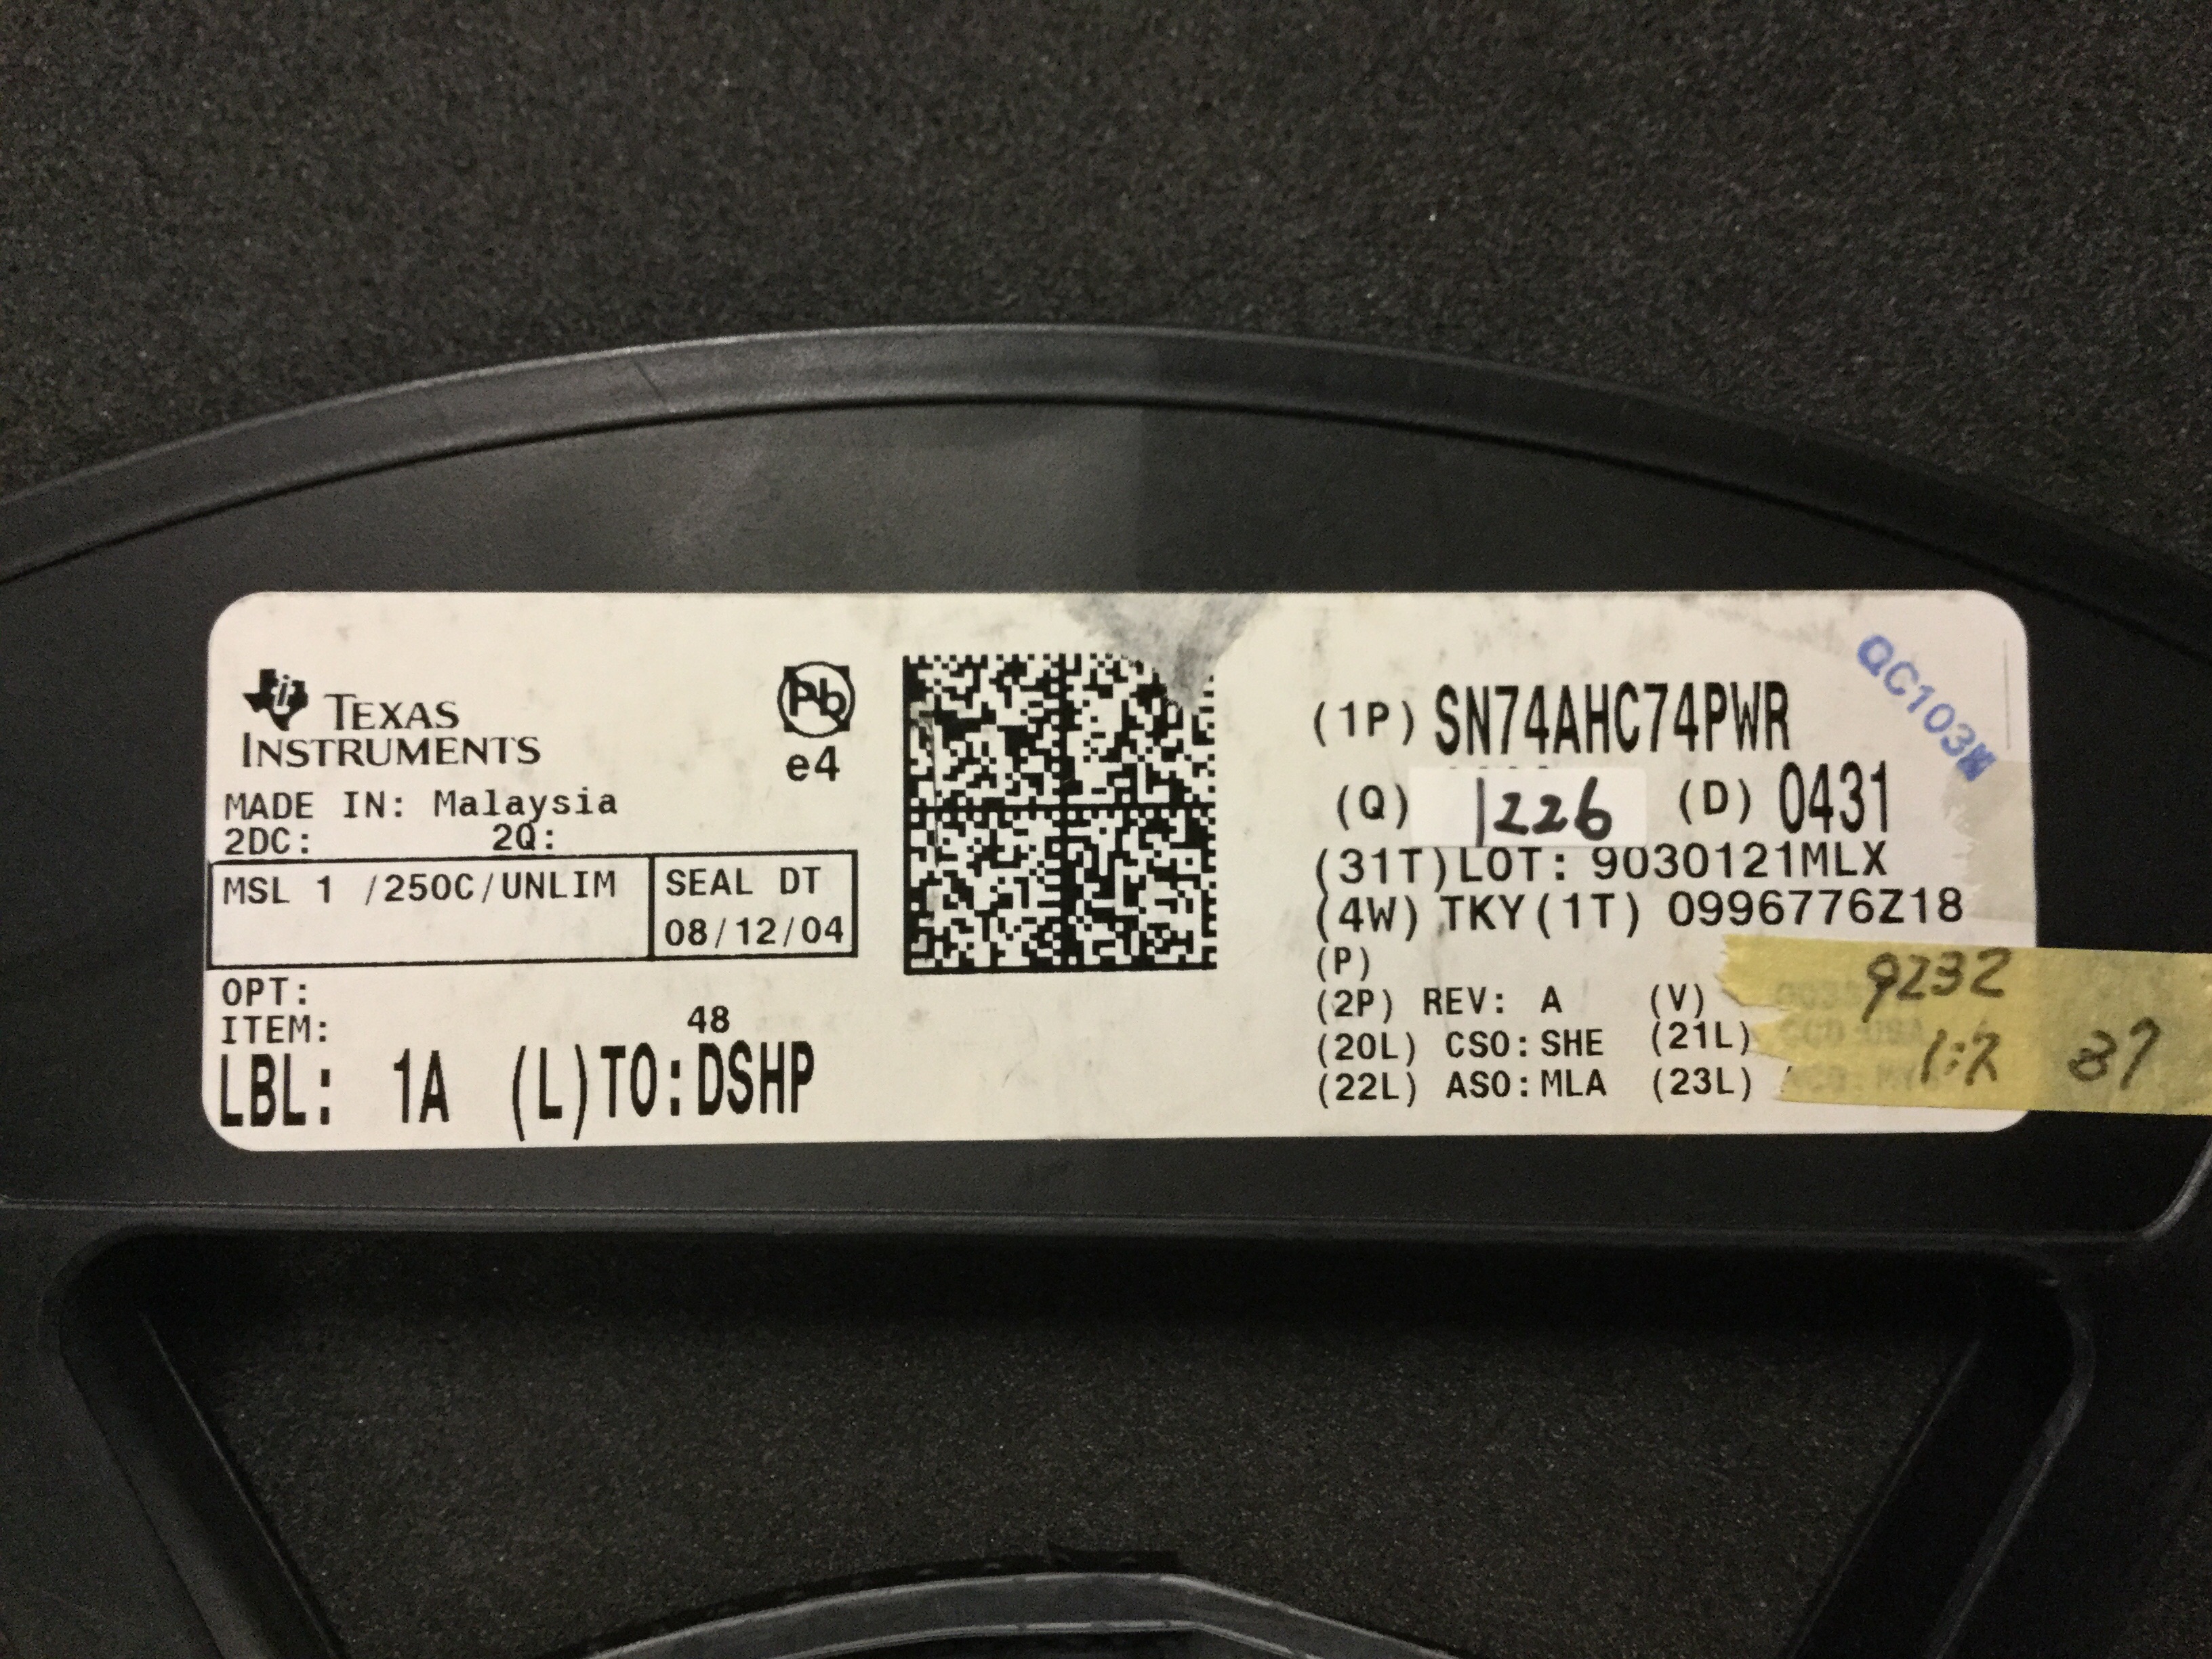 TEXAS
INSTRUMENTS
Pb
e4
MADE IN: Malaysia
2DC: 2Q:
MSL 1 /250C/UNLIM
SEAL DT
08/12/04
OPT:
ITEM: 48
LBL: 1A (L)TO:DSHP
QC103
(1P) SN74AHC74PWR
(Q) 1226 (D) 0431
(31T)LOT: 9030121MLX
(4W) TKY(1T) 0996776Z18
(P)
(2P) REV: A (V)
(20L) CSO:SHE (21L)
(22L) ASO:MLA (23L)
9232
37